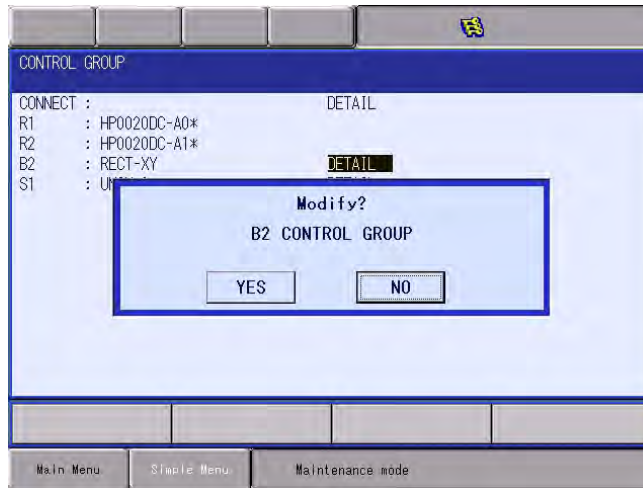 CONTROL GROUP
CONNECT : DETAIL
R1 : HP0020DC-A0*
R2 : HP0020DC-A1*
B2 : RECT-XY DETAIL
S1 :
Modify?
B2 CONTROL GROUP
YES NO
Main Menu Simple Menu Maintenance mode